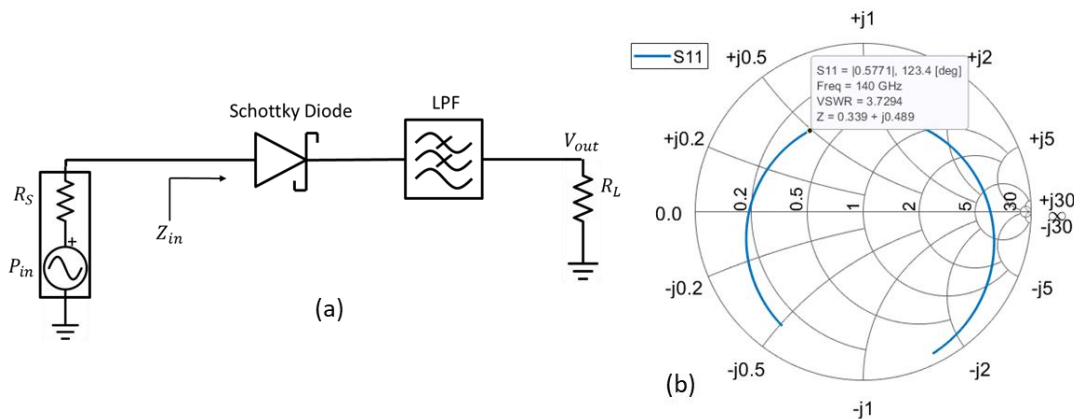 Schottky Diode
LPF
V_out
R_S
R_L
Z_in
+
P_in
(a)
S11
+j1
+j0.5
+j2
S11 = |0.5771|, 123.4 [deg]
Freq = 140 GHz
VSWR = 3.7294
Z = 0.339 + j0.489
+j0.2
+j5
0.0
0.2
0.5
1
2
5
30
+j30
∞
-j30
-j0.2
-j5
-j0.5
-j2
-j1
(b)